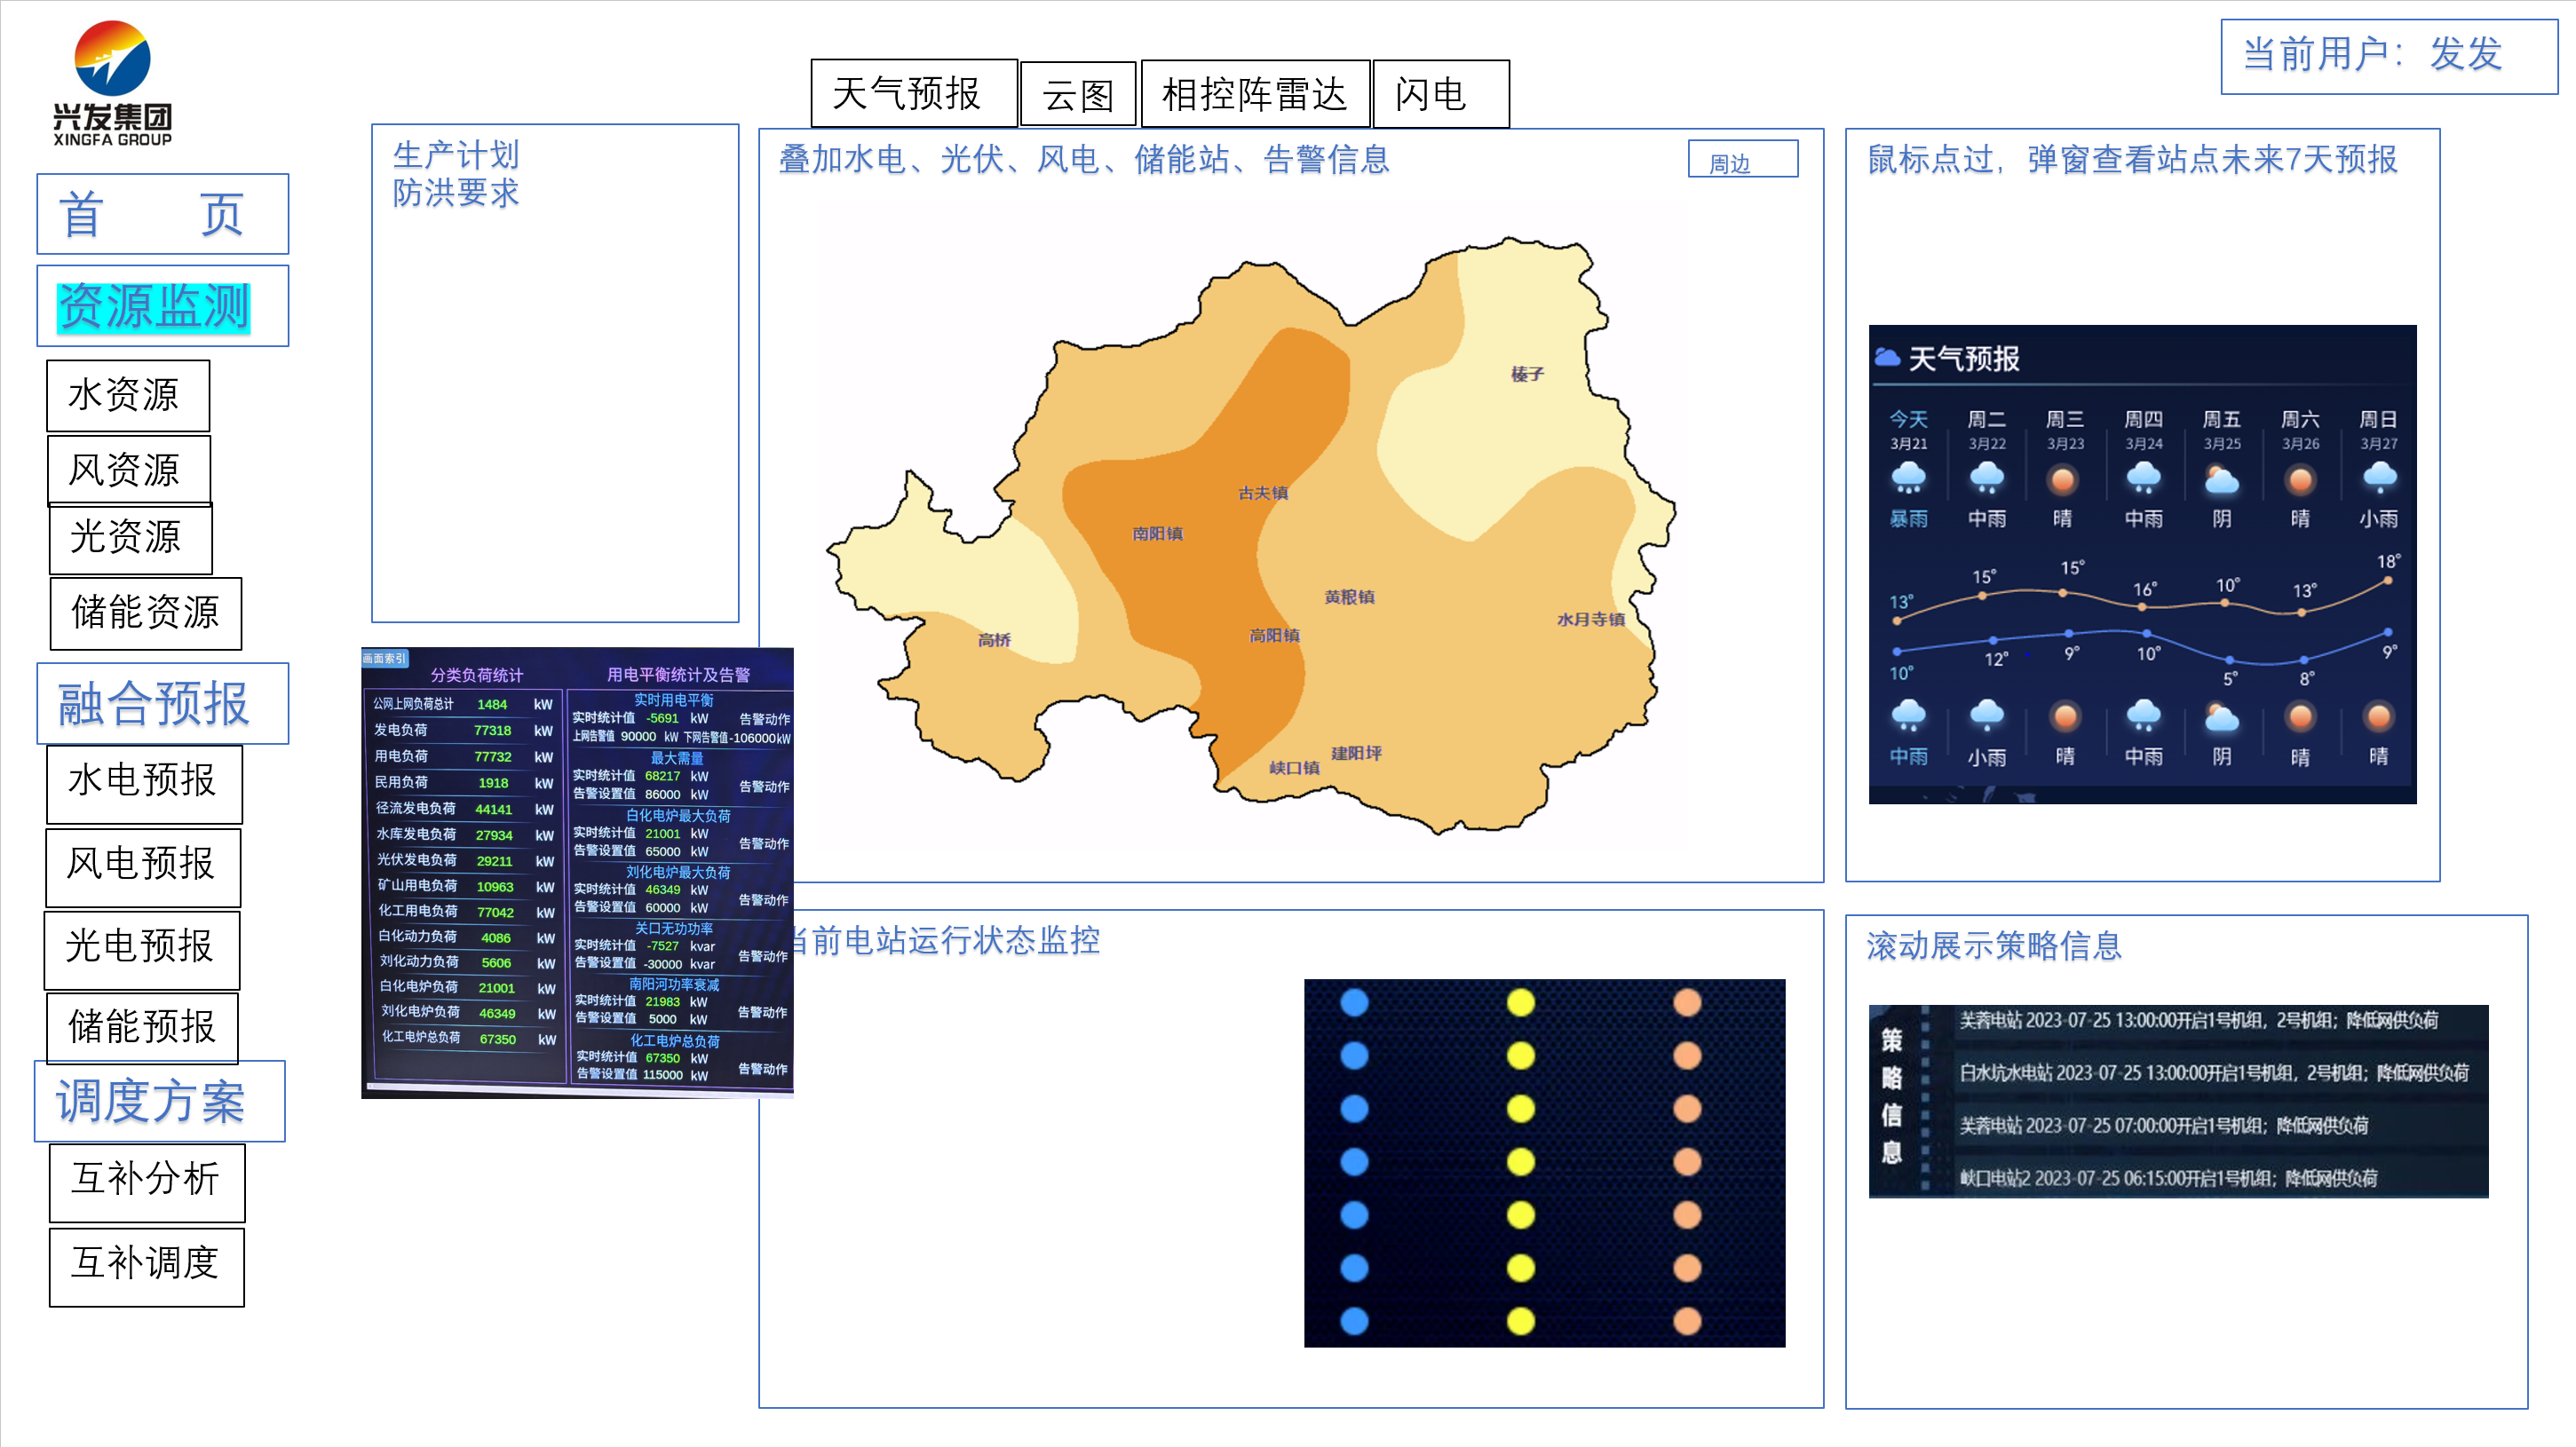 兴发集团
XINGFA GROUP
首 页
资源监测
水资源
风资源
光资源
储能资源
融合预报
水电预报
风电预报
光电预报
储能预报
调度方案
互补分析
互补调度
天气预报
云图
相控阵雷达
闪电
当前用户：发发
生产计划
防洪要求
叠加水电、光伏、风电、储能站、告警信息
周边
榛子
古夫镇
南阳镇
黄粮镇
水月寺镇
高桥
高阳镇
建阳坪
峡口镇
鼠标点过，弹窗查看站点未来7天预报
天气预报
今天 周二 周三 周四 周五 周六 周日
3月21 3月22 3月23 3月24 3月25 3月26 3月27
暴雨 中雨 晴 中雨 阴 晴 小雨
13° 15° 15° 16° 10° 13° 18°
10° 12° 9° 10° 5° 8° 9°
中雨 小雨 晴 中雨 阴 晴 晴
画面索引
分类负荷统计
公网上网负荷总计 1484 kW
发电负荷 77318 kW
用电负荷 77732 kW
民用负荷 1918 kW
径流发电负荷 44141 kW
水库发电负荷 27934 kW
光伏发电负荷 29211 kW
矿山用电负荷 10963 kW
化工用电负荷 77042 kW
白化动力负荷 4086 kW
刘化动力负荷 5606 kW
白化电炉负荷 21001 kW
刘化电炉负荷 46349 kW
化工电炉总负荷 67350 kW
用电平衡统计及告警
实时用电平衡
实时统计值 -5691 kW 告警动作
上网告警值 90000 kW 下网告警值 -106000 kW
最大需量
实时统计值 68217 kW
告警设置值 86000 kW 告警动作
白化电炉最大负荷
实时统计值 21001 kW
告警设置值 65000 kW 告警动作
刘化电炉最大负荷
实时统计值 46349 kW
告警设置值 60000 kW 告警动作
关口无功功率
实时统计值 -7527 kvar
告警设置值 -30000 kvar 告警动作
南阳河功率衰减
实时统计值 21983 kW
告警设置值 5000 kW 告警动作
化工电炉总负荷
实时统计值 67350 kW
告警设置值 115000 kW 告警动作
当前电站运行状态监控
滚动展示策略信息
策略信息
芙蓉电站 2023-07-25 13:00:00开启1号机组，2号机组；降低网供负荷
白水坑水电站 2023-07-25 13:00:00开启1号机组，2号机组；降低网供负荷
芙蓉电站 2023-07-25 07:00:00开启1号机组；降低网供负荷
峡口电站2 2023-07-25 06:15:00开启1号机组；降低网供负荷